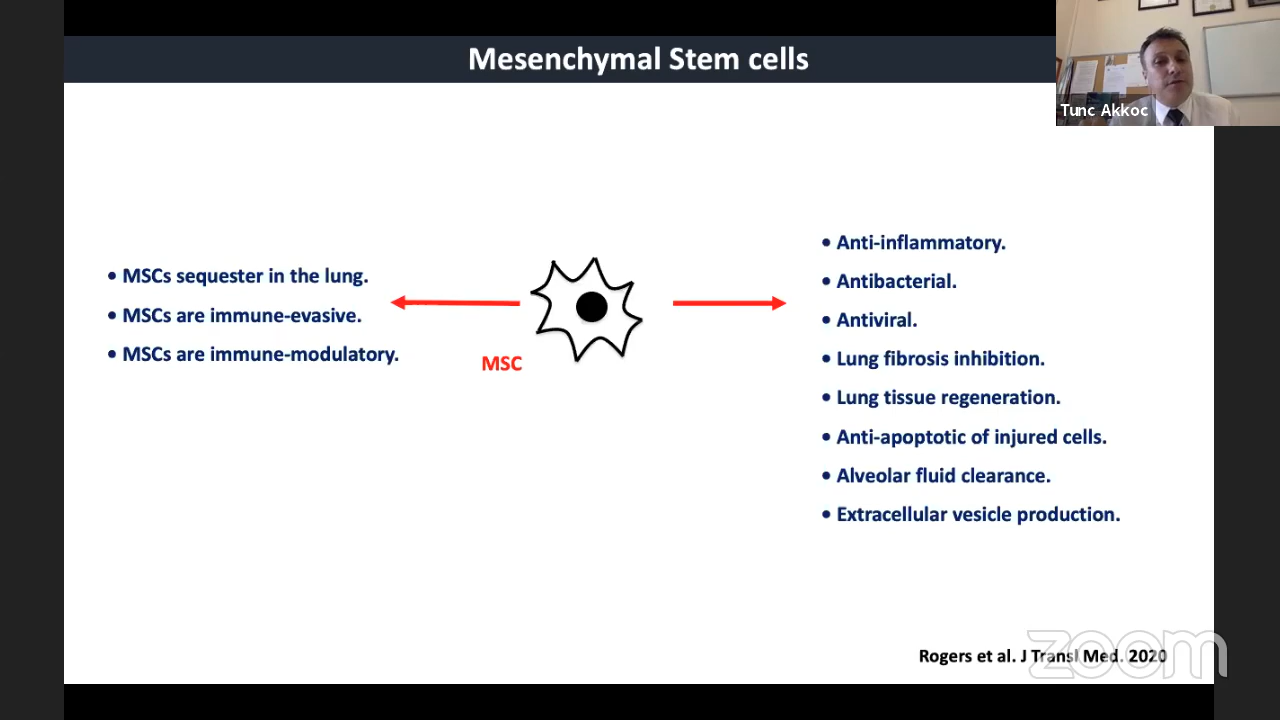 Mesenchymal Stem cells
Tunc Akkoc
• MSCs sequester in the lung.
• MSCs are immune-evasive.
• MSCs are immune-modulatory.
MSC
• Anti-inflammatory.
• Antibacterial.
• Antiviral.
• Lung fibrosis inhibition.
• Lung tissue regeneration.
• Anti-apoptotic of injured cells.
• Alveolar fluid clearance.
• Extracellular vesicle production.
Rogers et al. J Transl Med. 2020
zoom